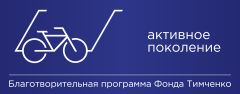 активное
поколение
Благотворительная программа Фонда Тимченко